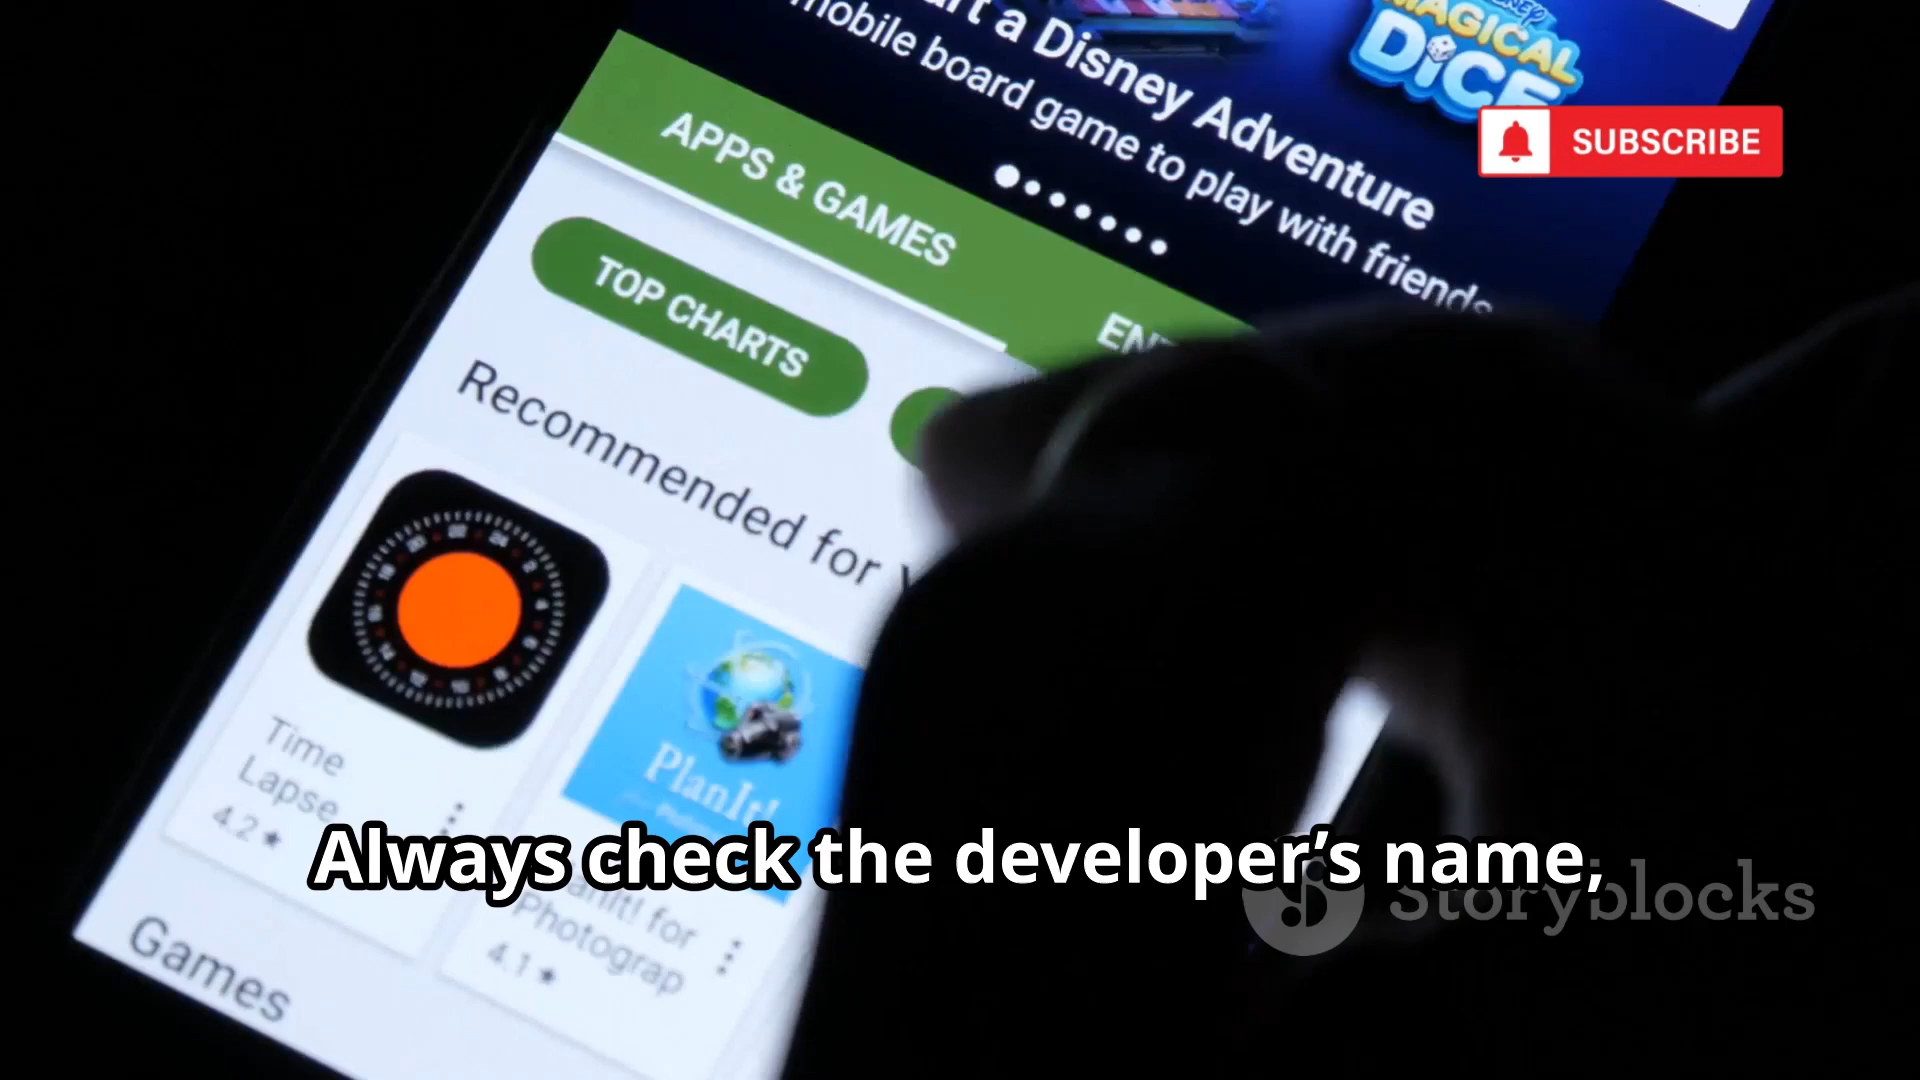 art a Disney Adventure
mobile board game to play with friends
MAGICAL
DiCE
SUBSCRIBE
APPS & GAMES
TOP CHARTS
Recommended for
Time
Lapse
4.2★
PlanIt!
Photograp
4.1★
Games
Always check the developer’s name,
Storyblocks